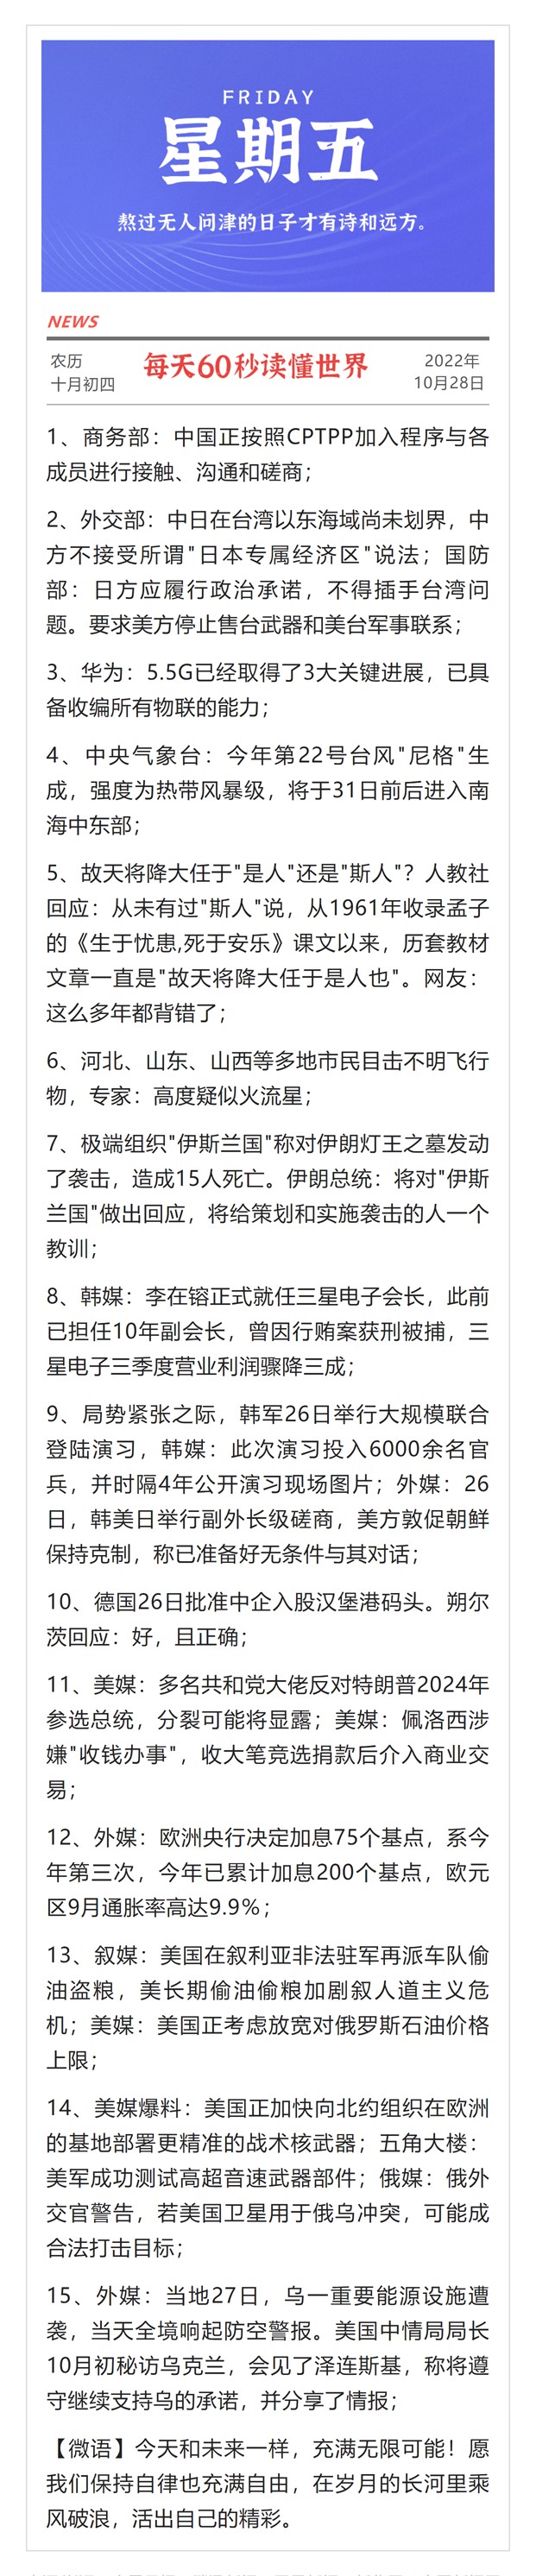 FRIDAY
星期五
熬过无人问津的日子才有诗和远方。
NEWS
农历
十月初四
每天60秒读懂世界
2022年
10月28日
1、商务部：中国正按照CPTPP加入程序与各
成员进行接触、沟通和磋商；
2、外交部：中日在台湾以东海域尚未划界，中
方不接受所谓"日本专属经济区"说法；国防
部：日方应履行政治承诺，不得插手台湾问
题。要求美方停止售台武器和美台军事联系；
3、华为：5.5G已经取得了3大关键进展，已具
备收编所有物联的能力；
4、中央气象台：今年第22号台风"尼格"生
成，强度为热带风暴级，将于31日前后进入南
海中东部；
5、故天将降大任于"是人"还是"斯人"？人教社
回应：从未有过"斯人"说，从1961年收录孟子
的《生于忧患,死于安乐》课文以来，历套教材
文章一直是"故天将降大任于是人也"。网友：
这么多年都背错了；
6、河北、山东、山西等多地市民目击不明飞行
物，专家：高度疑似火流星；
7、极端组织"伊斯兰国"称对伊朗灯王之墓发动
了袭击，造成15人死亡。伊朗总统：将对"伊斯
兰国"做出回应，将给策划和实施袭击的人一个
教训；
8、韩媒：李在镕正式就任三星电子会长，此前
已担任10年副会长，曾因行贿案获刑被捕，三
星电子三季度营业利润骤降三成；
9、局势紧张之际，韩军26日举行大规模联合
登陆演习，韩媒：此次演习投入6000余名官
兵，并时隔4年公开演习现场图片；外媒：26
日，韩美日举行副外长级磋商，美方敦促朝鲜
保持克制，称已准备好无条件与其对话；
10、德国26日批准中企入股汉堡港码头。朔尔
茨回应：好，且正确；
11、美媒：多名共和党大佬反对特朗普2024年
参选总统，分裂可能将显露；美媒：佩洛西涉
嫌"收钱办事"，收大笔竞选捐款后介入商业交
易；
12、外媒：欧洲央行决定加息75个基点，系今
年第三次，今年已累计加息200个基点，欧元
区9月通胀率高达9.9%；
13、叙媒：美国在叙利亚非法驻军再派车队偷
油盗粮，美长期偷油偷粮加剧叙人道主义危
机；美媒：美国正考虑放宽对俄罗斯石油价格
上限；
14、美媒爆料：美国正加快向北约组织在欧洲
的基地部署更精准的战术核武器；五角大楼：
美军成功测试高超音速武器部件；俄媒：俄外
交官警告，若美国卫星用于俄乌冲突，可能成
合法打击目标；
15、外媒：当地27日，乌一重要能源设施遭
袭，当天全境响起防空警报。美国中情局局长
10月初秘访乌克兰，会见了泽连斯基，称将遵
守继续支持乌的承诺，并分享了情报；
【微语】今天和未来一样，充满无限可能！愿
我们保持自律也充满自由，在岁月的长河里乘
风破浪，活出自己的精彩。